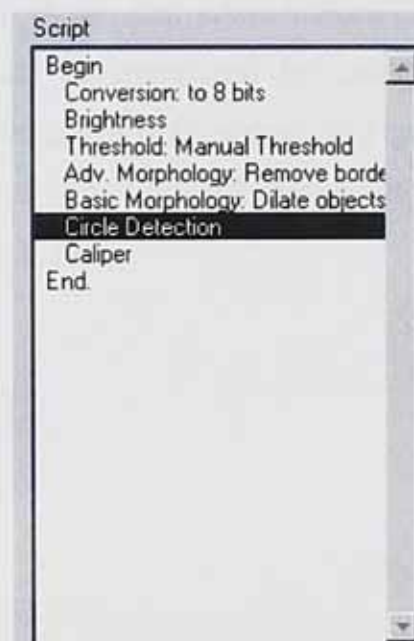 Script
Begin
Conversion: to 8 bits
Brightness
Threshold: Manual Threshold
Adv. Morphology: Remove borde
Basic Morphology: Dilate objects
Circle Detection
Caliper
End.